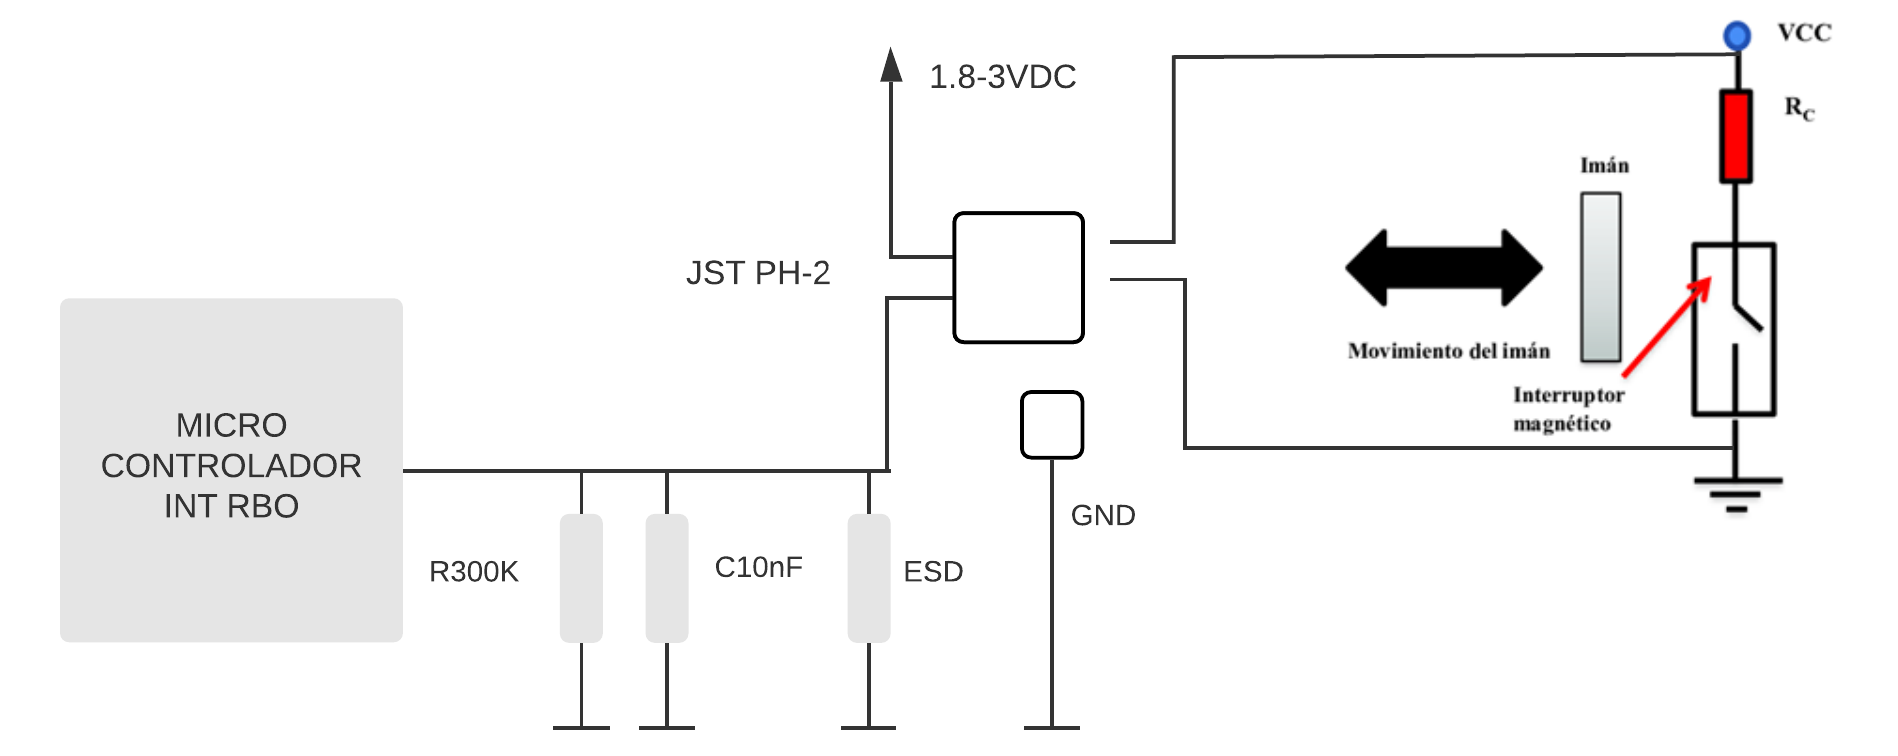 VCC
1.8-3VDC
R_C
Imán
JST PH-2
Movimiento del imán
Interruptor
magnético
MICRO
CONTROLADOR
INT RBO
GND
R300K
C10nF
ESD